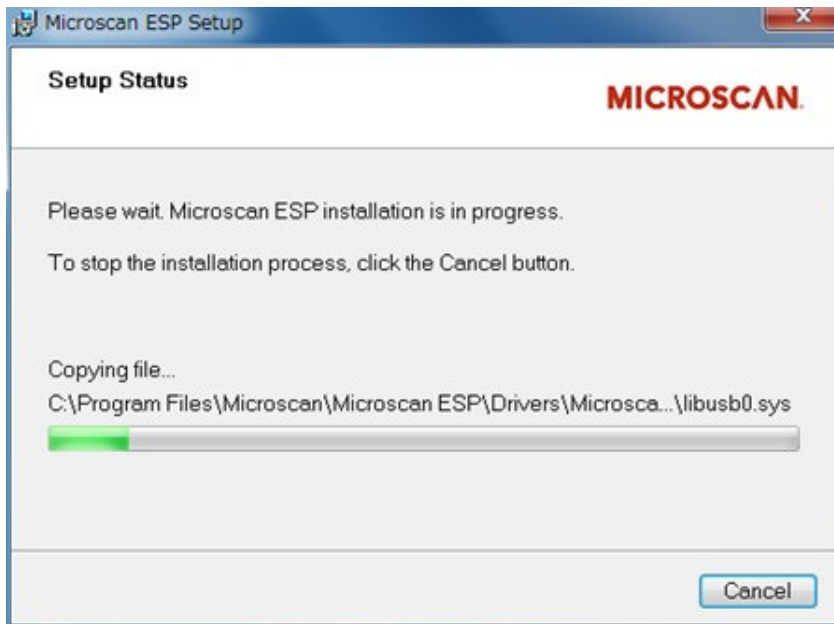 Microscan ESP Setup
Setup Status
MICROSCAN.
Please wait. Microscan ESP installation is in progress.
To stop the installation process, click the Cancel button.
Copying file...
C:\Program Files\Microscan\Microscan ESP\Drivers\Microsca...\libusb0.sys
Cancel